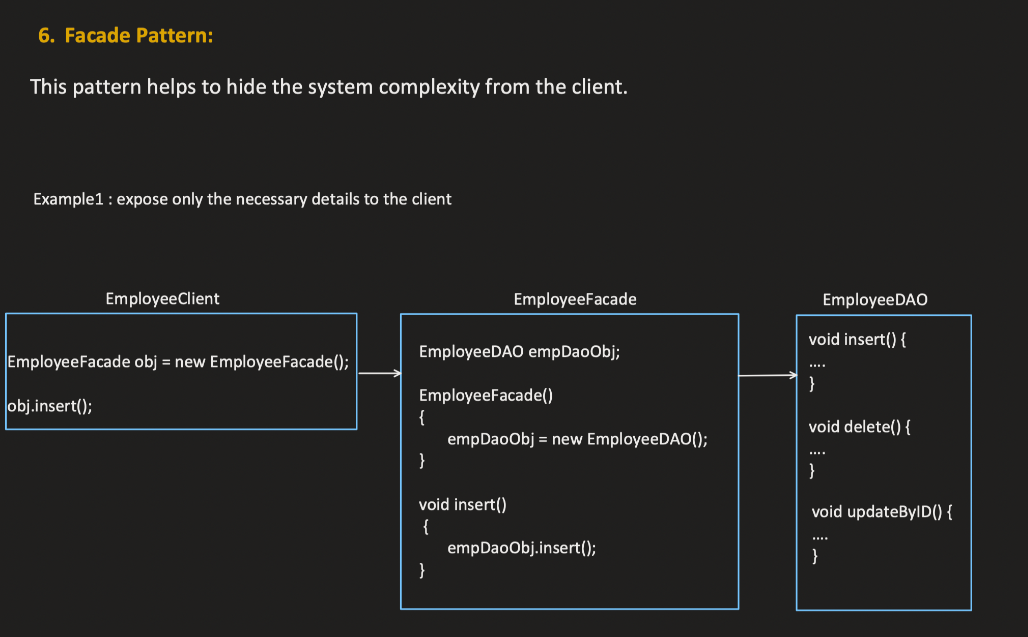 6. Facade Pattern:
This pattern helps to hide the system complexity from the client.
Example1 : expose only the necessary details to the client
EmployeeClient
EmployeeFacade obj = new EmployeeFacade();
obj.insert();
EmployeeFacade
EmployeeDAO empDaoObj;
EmployeeFacade()
{
empDaoObj = new EmployeeDAO();
}
void insert()
{
empDaoObj.insert();
}
EmployeeDAO
void insert() {
....
}
void delete() {
....
}
void updateByID() {
....
}